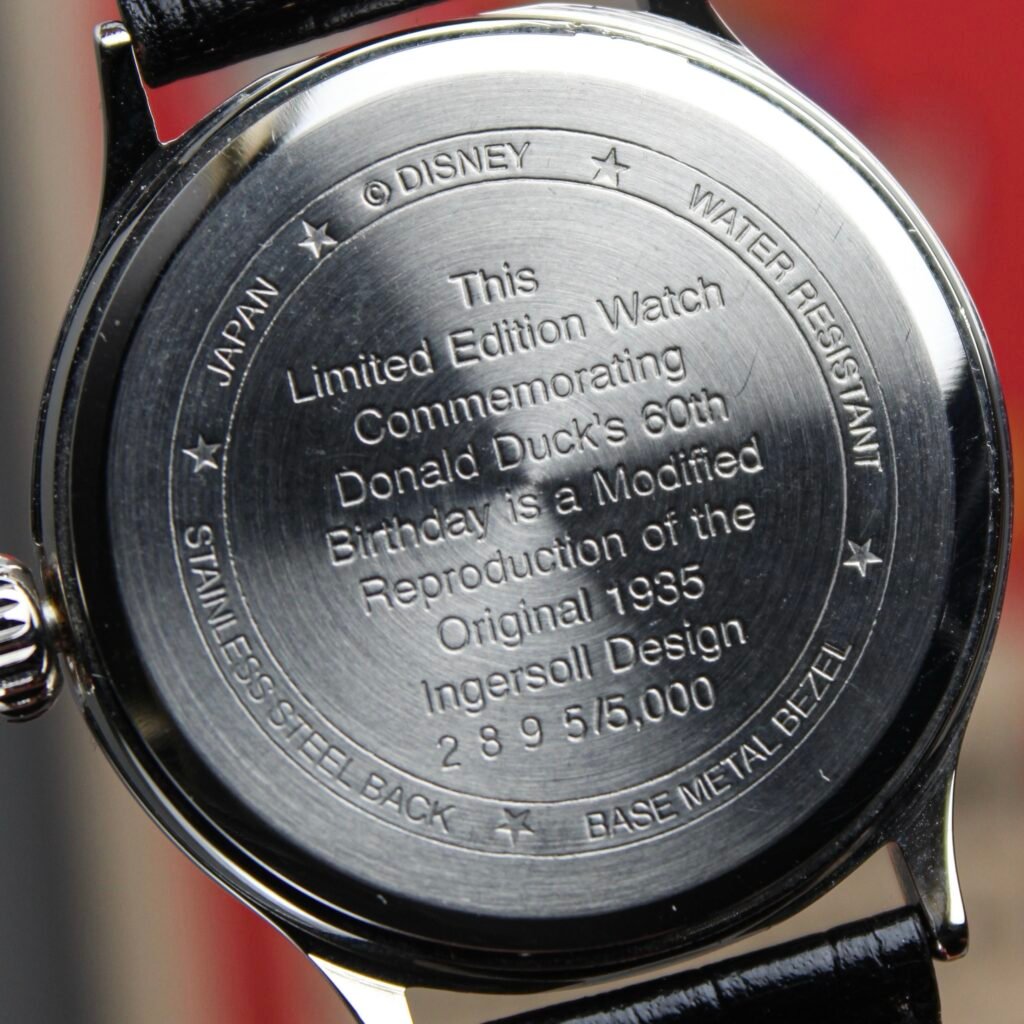 This
Limited Edition Watch
Commemorating
Donald Duck's 60th
Birthday is a Modified
Reproduction of the
Original 1935
Ingersoll Design
2 8 9 5/5,000
© DISNEY ★ WATER RESISTANT ★ BASE METAL BEZEL ★ STAINLESS STEEL BACK ★ JAPAN ★